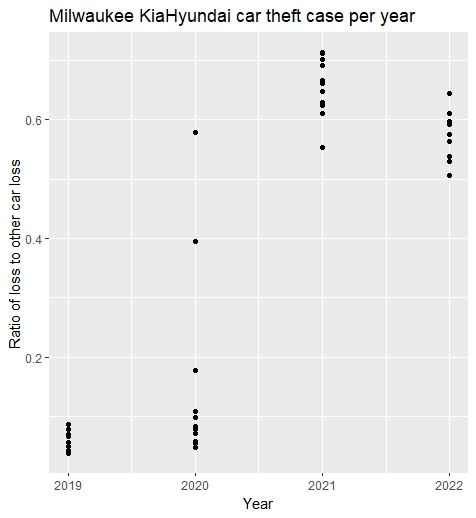 Milwaukee KiaHyundai car theft case per year
Ratio of loss to other car loss
0.6
0.4
0.2
2019 2020 2021 2022
Year